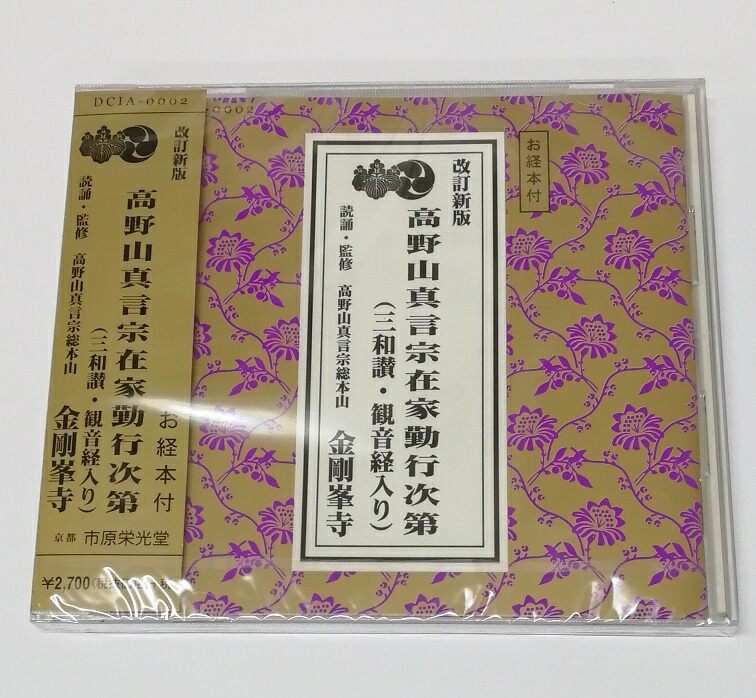 DCIA-0002
改訂新版
高野山真言宗在家勤行次第
(三和讃・観音経入り)
読誦・監修 高野山真言宗総本山 金剛峯寺
お経本付
京都 市原栄光堂
¥2,700
0002
お経本付
改訂新版
高野山真言宗在家勤行次第
(三和讃・観音経入り)
読誦・監修 高野山真言宗総本山 金剛峯寺